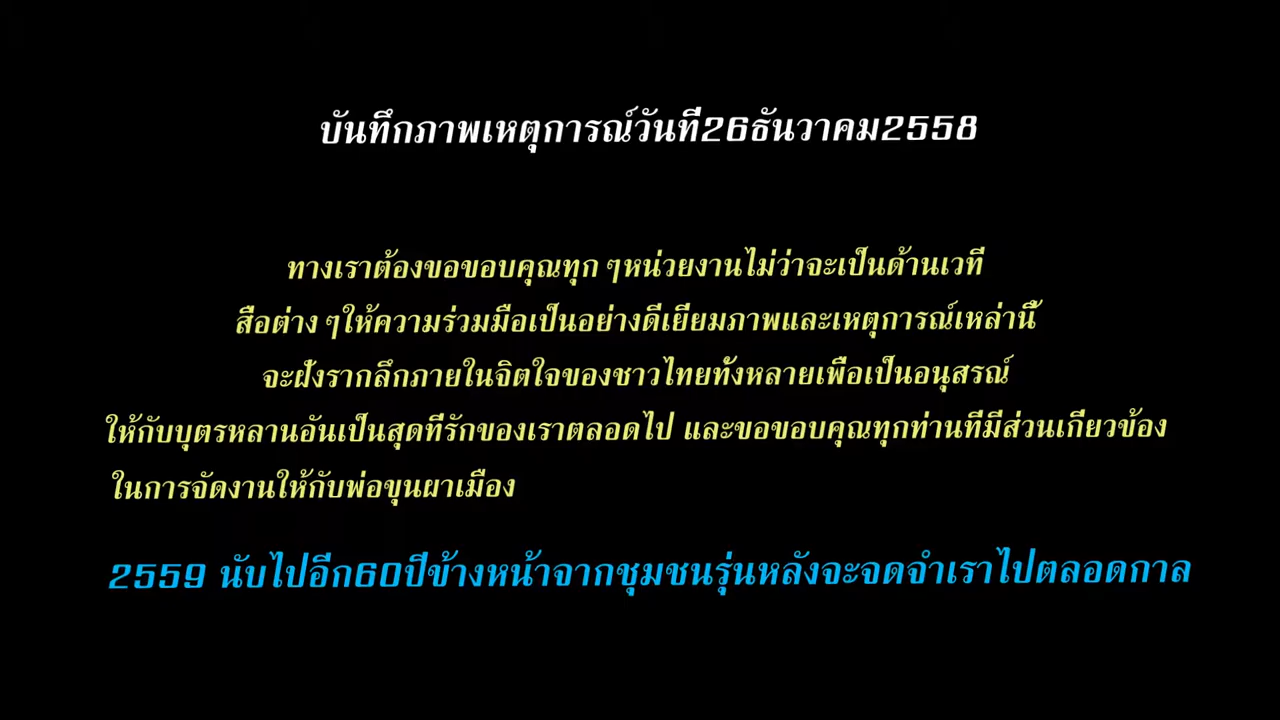 บันทึกภาพเหตุการณ์วันที่26ธันวาคม2558
ทางเราต้องขอขอบคุณทุก ๆหน่วยงานไม่ว่าจะเป็นด้านเวที
สื่อต่าง ๆให้ความร่วมมือเป็นอย่างดีเยี่ยมภาพและเหตุการณ์เหล่านี้
จะฝังรากลึกภายในจิตใจของชาวไทยทั้งหลายเพื่อเป็นอนุสรณ์
ให้กับบุตรหลานอันเป็นสุดที่รักของเราตลอดไป และขอขอบคุณทุกท่านที่มีส่วนเกี่ยวข้อง
ในการจัดงานให้กับพ่อขุนผาเมือง
2559 นับไปอีก60ปีข้างหน้าจากชุมชนรุ่นหลังจะจดจำเราไปตลอดกาล